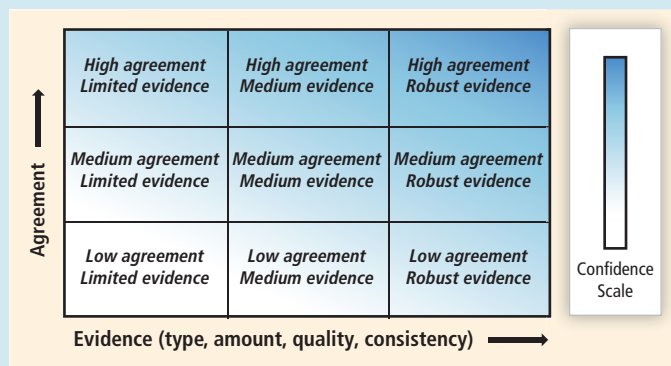 High agreement
Limited evidence
High agreement
Medium evidence
High agreement
Robust evidence
Medium agreement
Limited evidence
Medium agreement
Medium evidence
Medium agreement
Robust evidence
Low agreement
Limited evidence
Low agreement
Medium evidence
Low agreement
Robust evidence
Agreement
Evidence (type, amount, quality, consistency)
Confidence
Scale